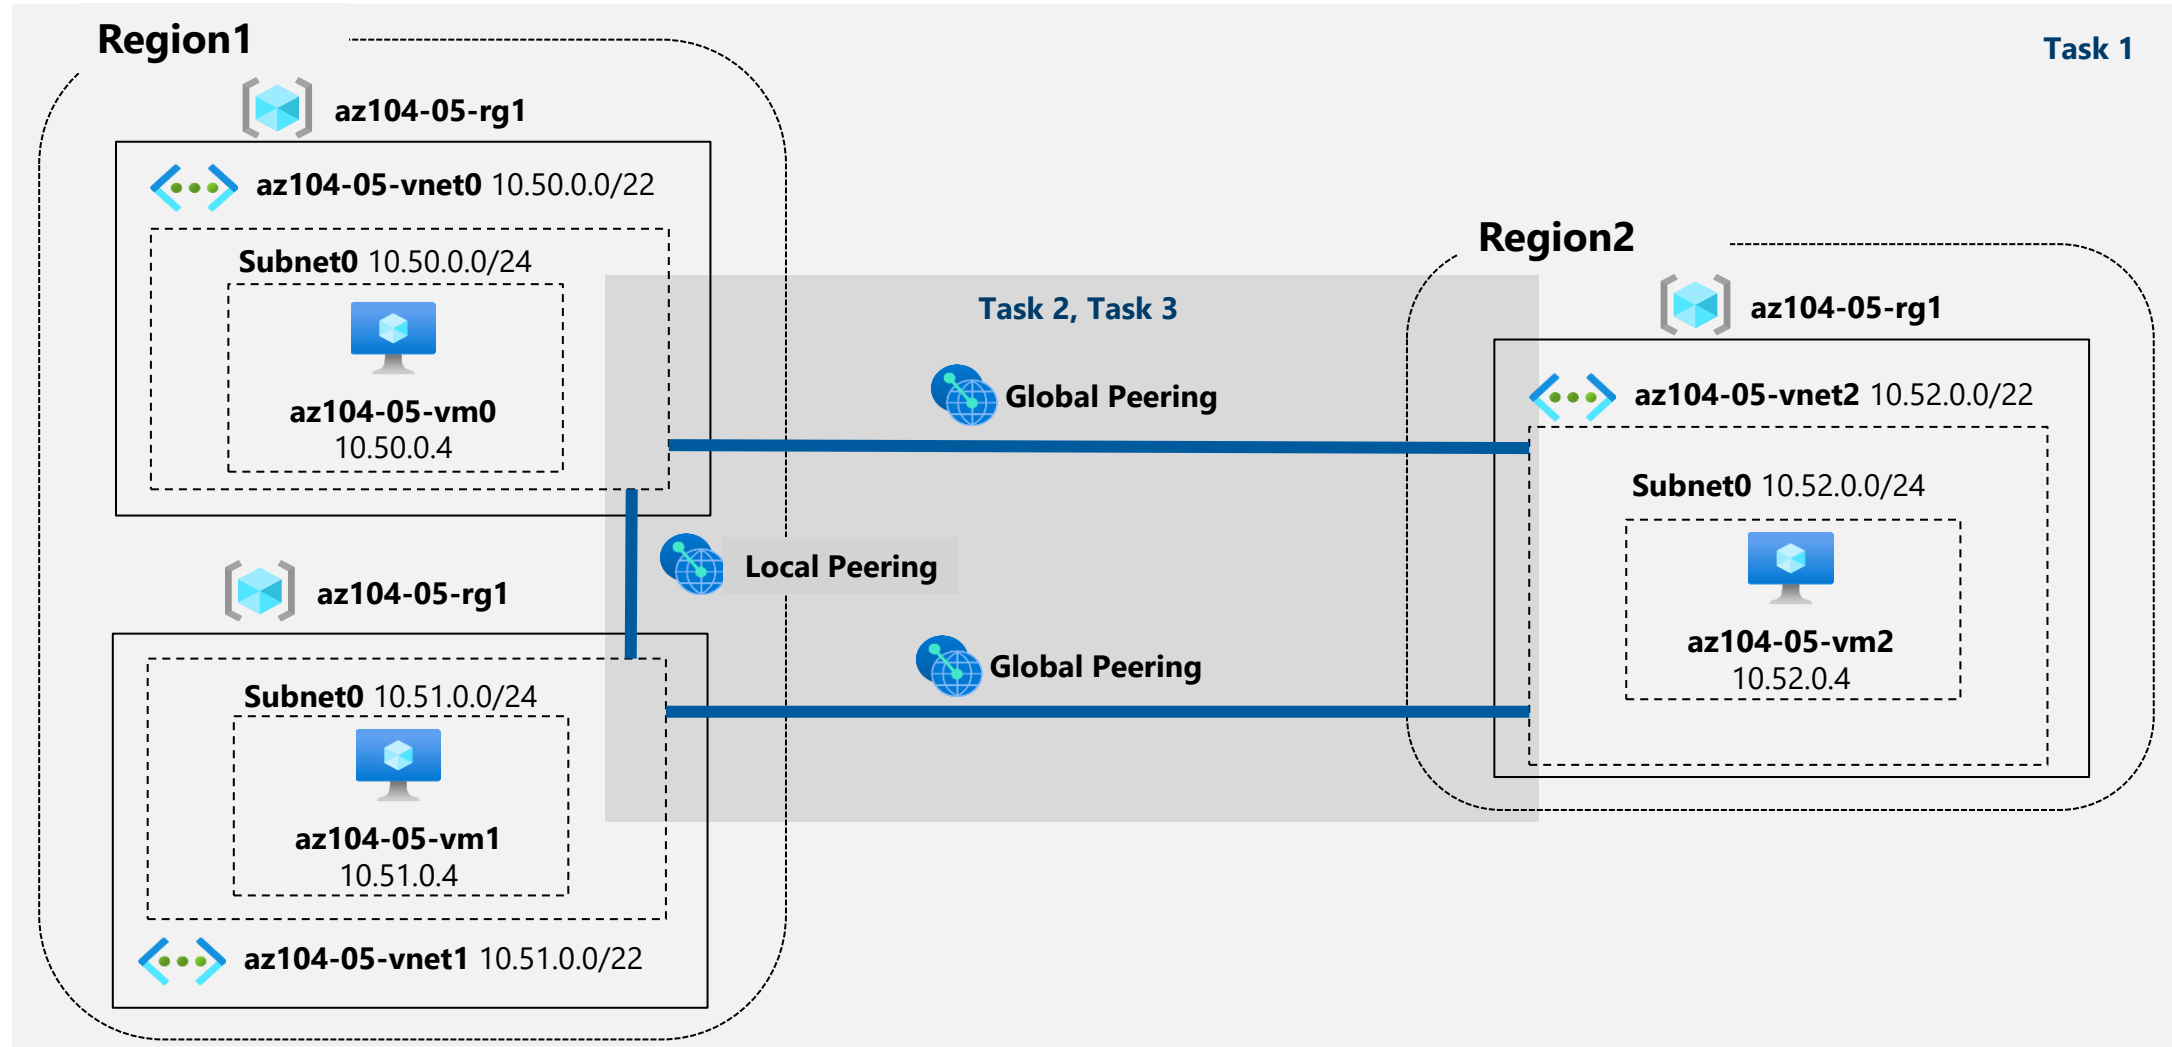 Region1
Task 1
az104-05-rg1
az104-05-vnet0 10.50.0.0/22
Subnet0 10.50.0.0/24
az104-05-vm0
10.50.0.4
Task 2, Task 3
Global Peering
Local Peering
Global Peering
Region2
az104-05-rg1
az104-05-vnet2 10.52.0.0/22
Subnet0 10.52.0.0/24
az104-05-vm2
10.52.0.4
az104-05-rg1
Subnet0 10.51.0.0/24
az104-05-vm1
10.51.0.4
az104-05-vnet1 10.51.0.0/22